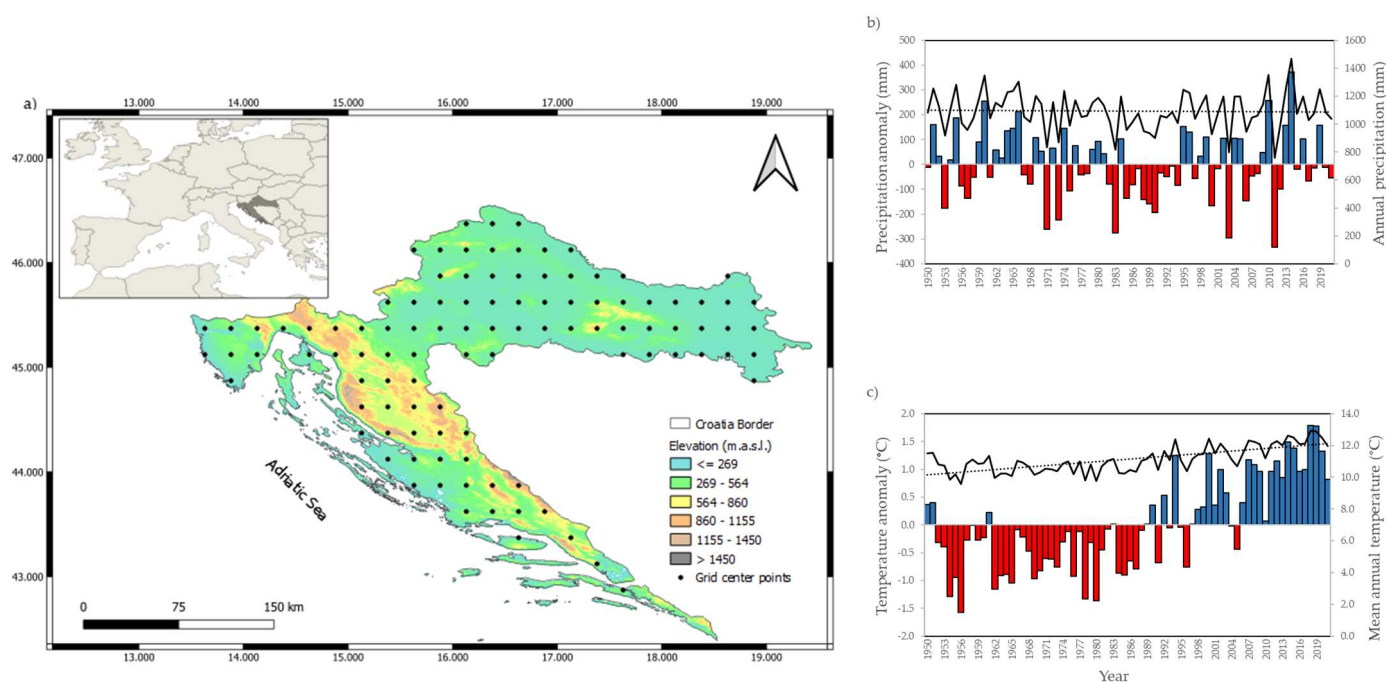 a)
13.000 14.000 15.000 16.000 17.000 18.000 19.000
47.000
46.000
45.000
44.000
43.000
Adriatic Sea
Croatia Border
Elevation (m.a.s.l.)
<= 269
269 - 564
564 - 860
860 - 1155
1155 - 1450
> 1450
Grid center points
0 75 150 km
13.000 14.000 15.000 16.000 17.000 18.000 19.000
b)
Precipitationanomaly (mm)
500
400
300
200
100
0
-100
-200
-300
-400
1600
1400
1200
1000
800
600
400
200
0
Annual precipitation (mm)
1950 1953 1956 1959 1962 1965 1968 1971 1974 1977 1980 1983 1986 1989 1992 1995 1998 2001 2004 2007 2010 2013 2016 2019
c)
Temperature anomaly (°C)
2.0
1.5
1.0
0.5
0.0
-0.5
-1.0
-1.5
-2.0
14.0
12.0
10.0
8.0
6.0
4.0
2.0
0.0
Mean annual temperature (°C)
1950 1953 1956 1959 1962 1965 1968 1971 1974 1977 1980 1983 1986 1989 1992 1995 1998 2001 2004 2007 2010 2013 2016 2019
Year